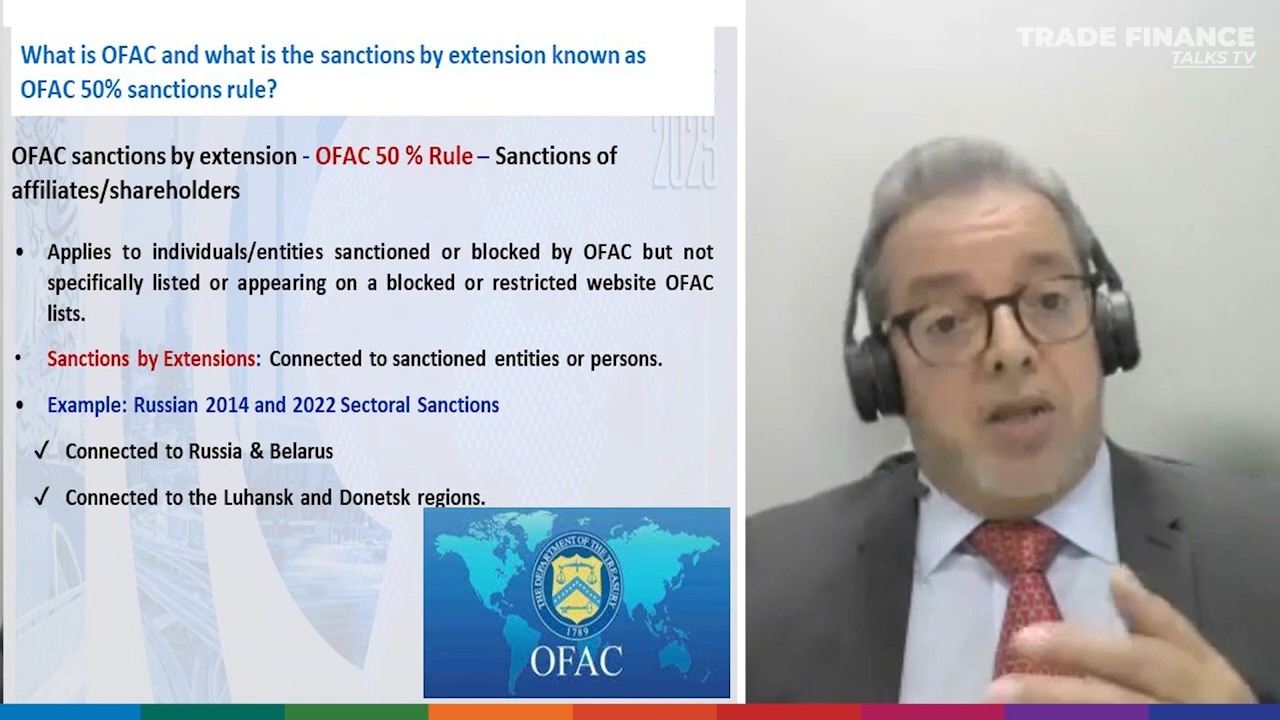 What is OFAC and what is the sanctions by extension known as
OFAC 50% sanctions rule?
TRADE FINANCE
TALKS TV
2023
OFAC sanctions by extension - OFAC 50 % Rule – Sanctions of
affiliates/shareholders
• Applies to individuals/entities sanctioned or blocked by OFAC but not
specifically listed or appearing on a blocked or restricted website OFAC
lists.
• Sanctions by Extensions: Connected to sanctioned entities or persons.
• Example: Russian 2014 and 2022 Sectoral Sanctions
✓ Connected to Russia & Belarus
✓ Connected to the Luhansk and Donetsk regions.
THE DEPARTMENT OF THE TREASURY
1789
OFAC